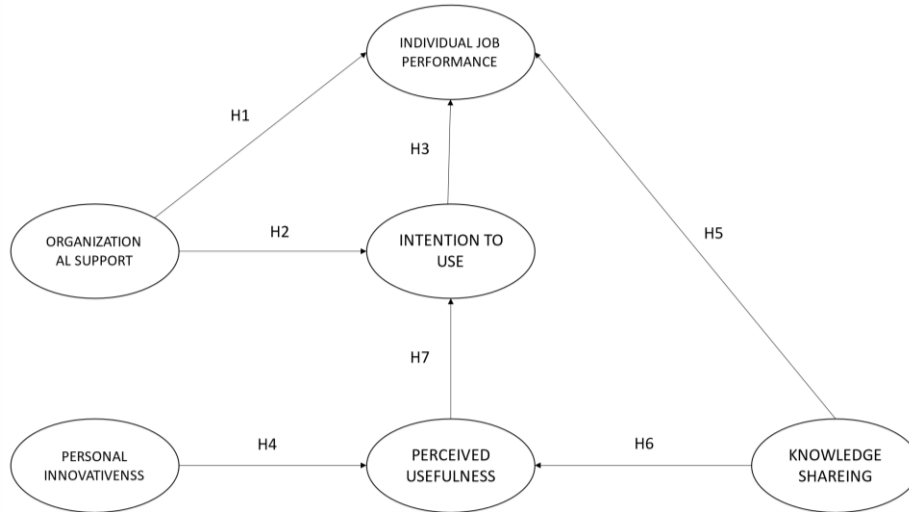 INDIVIDUAL JOB
PERFORMANCE
H1
H3
ORGANIZATION
AL SUPPORT
H2
INTENTION TO
USE
H5
H7
PERSONAL
INNOVATIVENSS
H4
PERCEIVED
USEFULNESS
H6
KNOWLEDGE
SHAREING